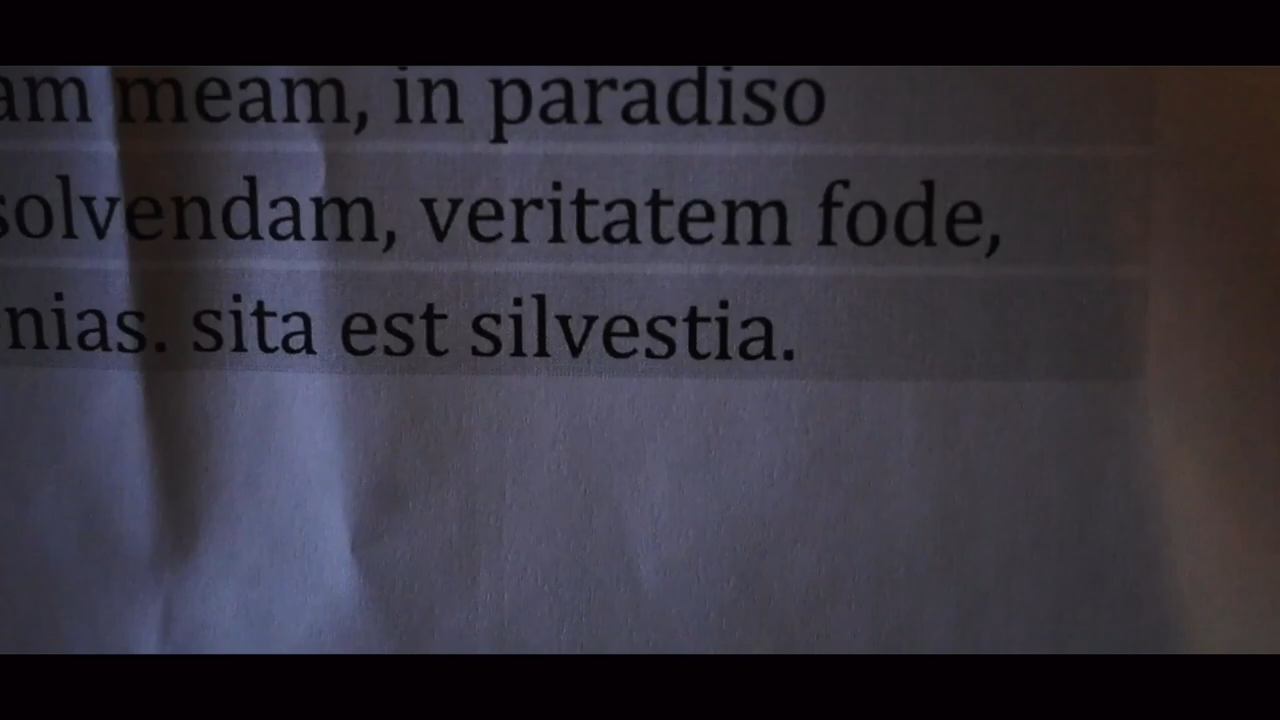 am meam, in paradiso
solvendam, veritatem fode,
nias. sita est silvestia.